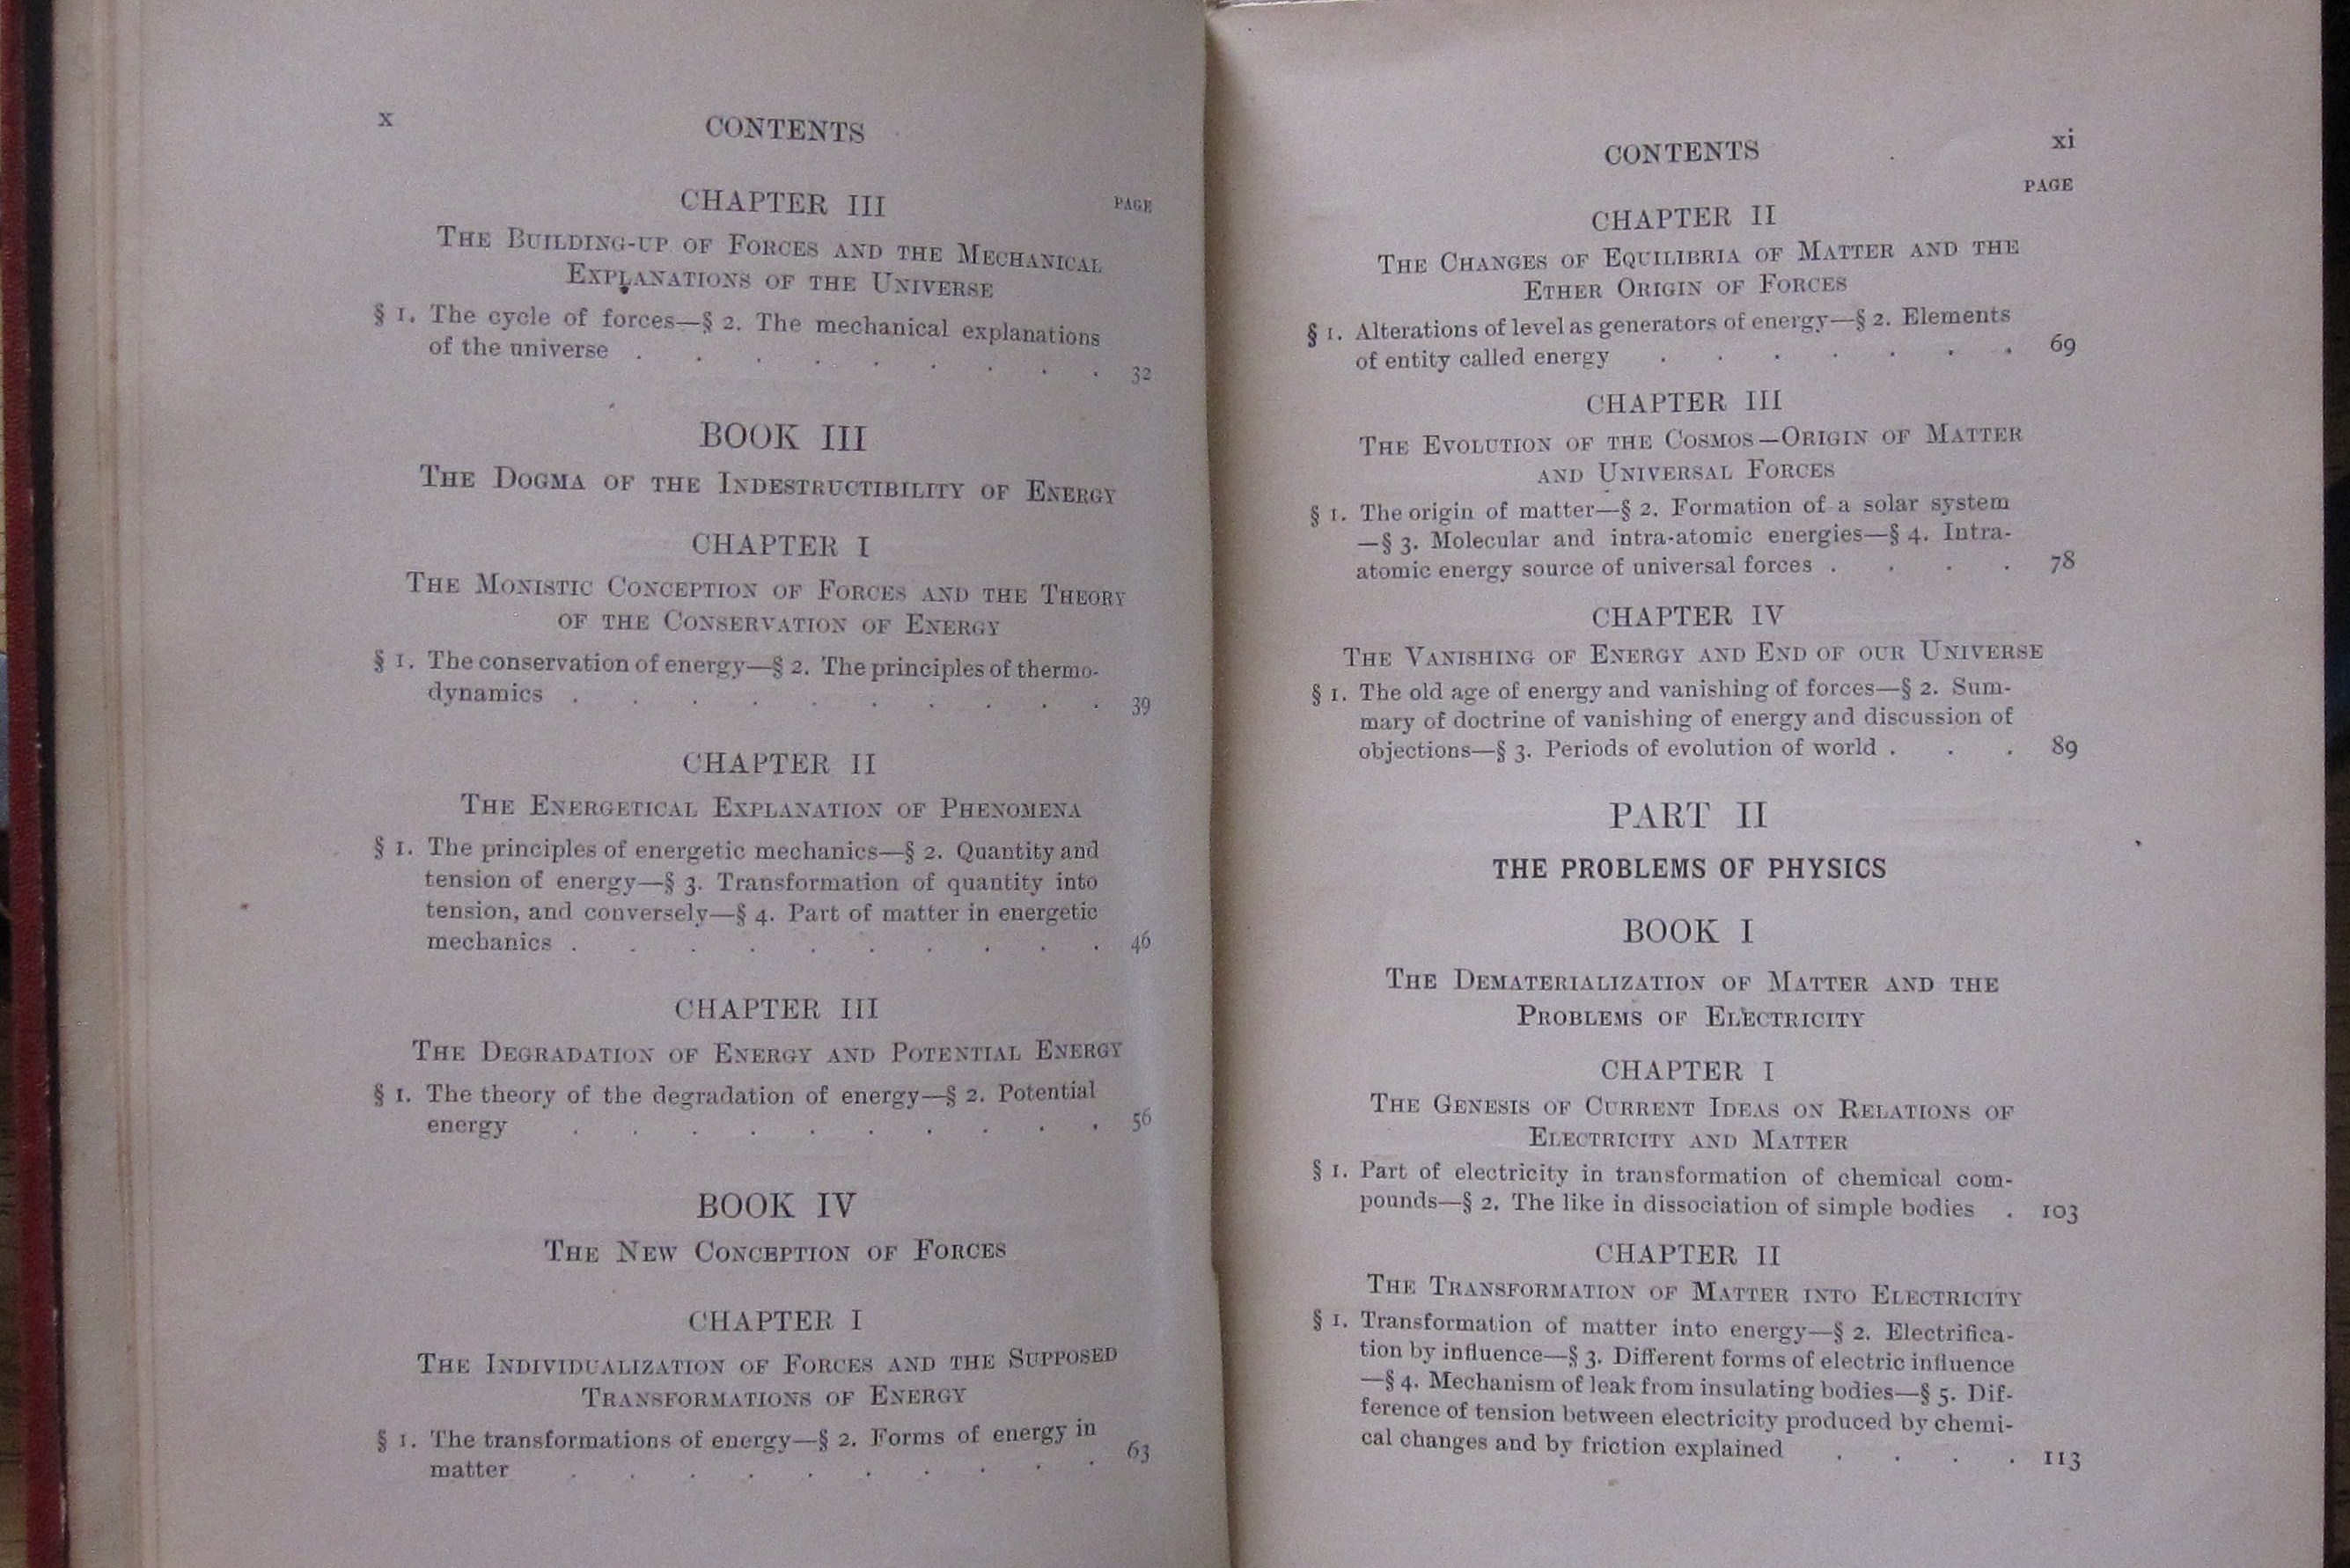 x
CONTENTS
CHAPTER III
PAGE
The Building-up of Forces and the Mechanical
Explanations of the Universe
§ 1. The cycle of forces—§ 2. The mechanical explanations
of the universe . . . . . . . . 32
BOOK III
The Dogma of the Indestructibility of Energy
CHAPTER I
The Monistic Conception of Forces and the Theory
of the Conservation of Energy
§ 1. The conservation of energy—§ 2. The principles of thermo-
dynamics . . . . . . . . . . 39
CHAPTER II
The Energetical Explanation of Phenomena
§ 1. The principles of energetic mechanics—§ 2. Quantity and
tension of energy—§ 3. Transformation of quantity into
tension, and conversely—§ 4. Part of matter in energetic
mechanics . . . . . . . . . . 46
CHAPTER III
The Degradation of Energy and Potential Energy
§ 1. The theory of the degradation of energy—§ 2. Potential
energy . . . . . . . . . . 56
BOOK IV
The New Conception of Forces
CHAPTER I
The Individualization of Forces and the Supposed
Transformations of Energy
§ 1. The transformations of energy—§ 2. Forms of energy in
matter . . . . . . . . . . 63
CONTENTS
xi
PAGE
CHAPTER II
The Changes of Equilibria of Matter and the
Ether Origin of Forces
§ 1. Alterations of level as generators of energy—§ 2. Elements
of entity called energy . . . . . . . 69
CHAPTER III
The Evolution of the Cosmos—Origin of Matter
and Universal Forces
§ 1. The origin of matter—§ 2. Formation of a solar system
—§ 3. Molecular and intra-atomic energies—§ 4. Intra-
atomic energy source of universal forces . . . . 78
CHAPTER IV
The Vanishing of Energy and End of our Universe
§ 1. The old age of energy and vanishing of forces—§ 2. Sum-
mary of doctrine of vanishing of energy and discussion of
objections—§ 3. Periods of evolution of world . . . 89
PART II
THE PROBLEMS OF PHYSICS
BOOK I
The Dematerialization of Matter and the
Problems of Electricity
CHAPTER I
The Genesis of Current Ideas on Relations of
Electricity and Matter
§ 1. Part of electricity in transformation of chemical com-
pounds—§ 2. The like in dissociation of simple bodies . 103
CHAPTER II
The Transformation of Matter into Electricity
§ 1. Transformation of matter into energy—§ 2. Electrifica-
tion by influence—§ 3. Different forms of electric influence
—§ 4. Mechanism of leak from insulating bodies—§ 5. Dif-
ference of tension between electricity produced by chemi-
cal changes and by friction explained . . . . 113